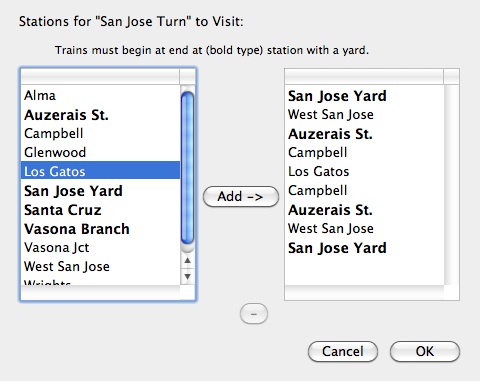 Stations for "San Jose Turn" to Visit:
Trains must begin at end at (bold type) station with a yard.
Alma
Auzerais St.
Campbell
Glenwood
Los Gatos
San Jose Yard
Santa Cruz
Vasona Branch
Vasona Jct
West San Jose
Wrights
Add ->
San Jose Yard
West San Jose
Auzerais St.
Campbell
Los Gatos
Campbell
Auzerais St.
West San Jose
San Jose Yard
-
Cancel
OK